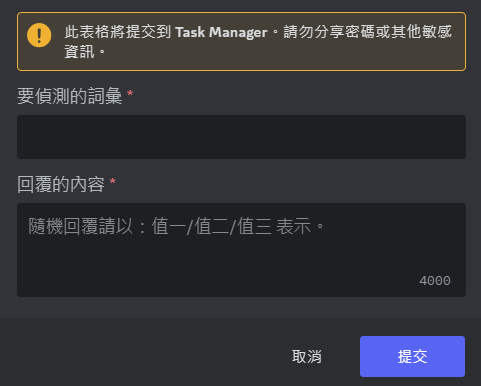 此表格將提交到 Task Manager。請勿分享密碼或其他敏感
資訊。
要偵測的詞彙 *
回覆的內容 *
隨機回覆請以：值一/值二/值三 表示。
4000
取消
提交